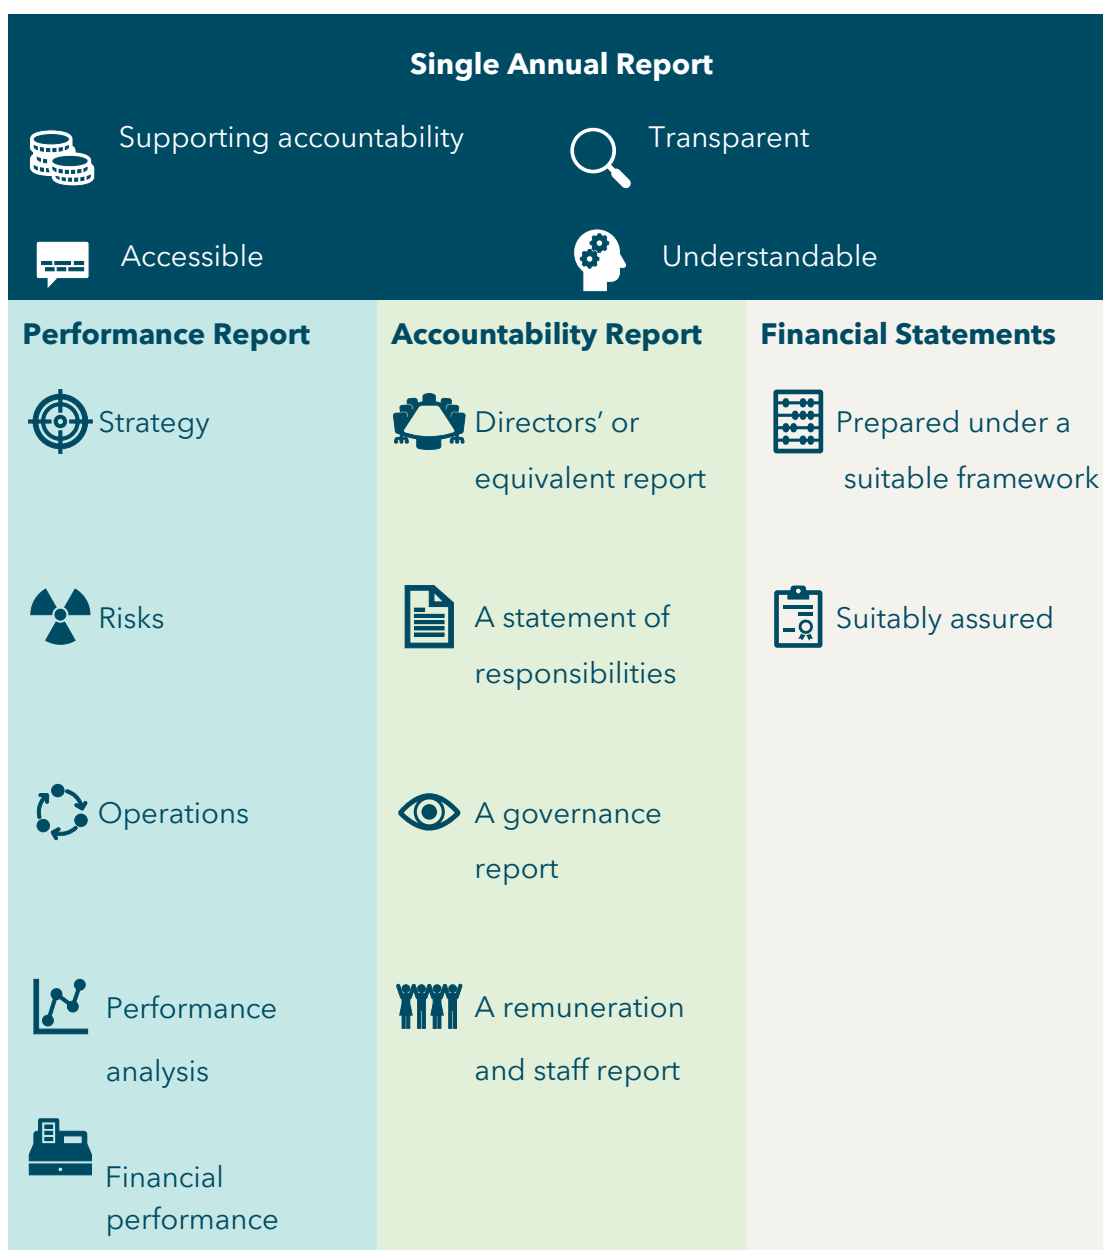 Single Annual Report
Supporting accountability
Transparent
Accessible
Understandable
Performance Report
Strategy
Risks
Operations
Performance
analysis
Financial
performance
Accountability Report
Directors’ or
equivalent report
A statement of
responsibilities
A governance
report
A remuneration
and staff report
Financial Statements
Prepared under a
suitable framework
Suitably assured